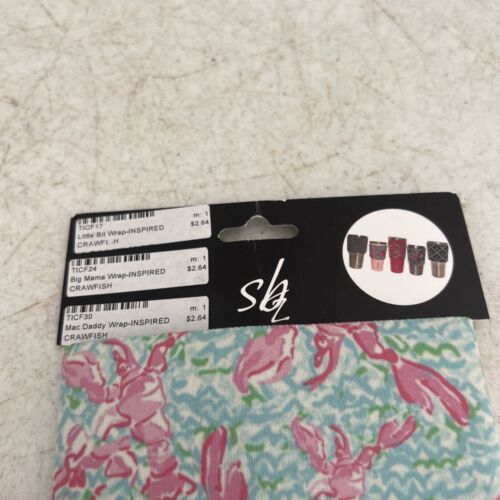 TICF17
m: 1
Little Bit Wrap-INSPIRED
$2.64
CRAWFISH
TICF24
m: 1
Big Mama Wrap-INSPIRED
$2.64
CRAWFISH
TICF30
m: 1
Mac Daddy Wrap-INSPIRED
$2.64
CRAWFISH